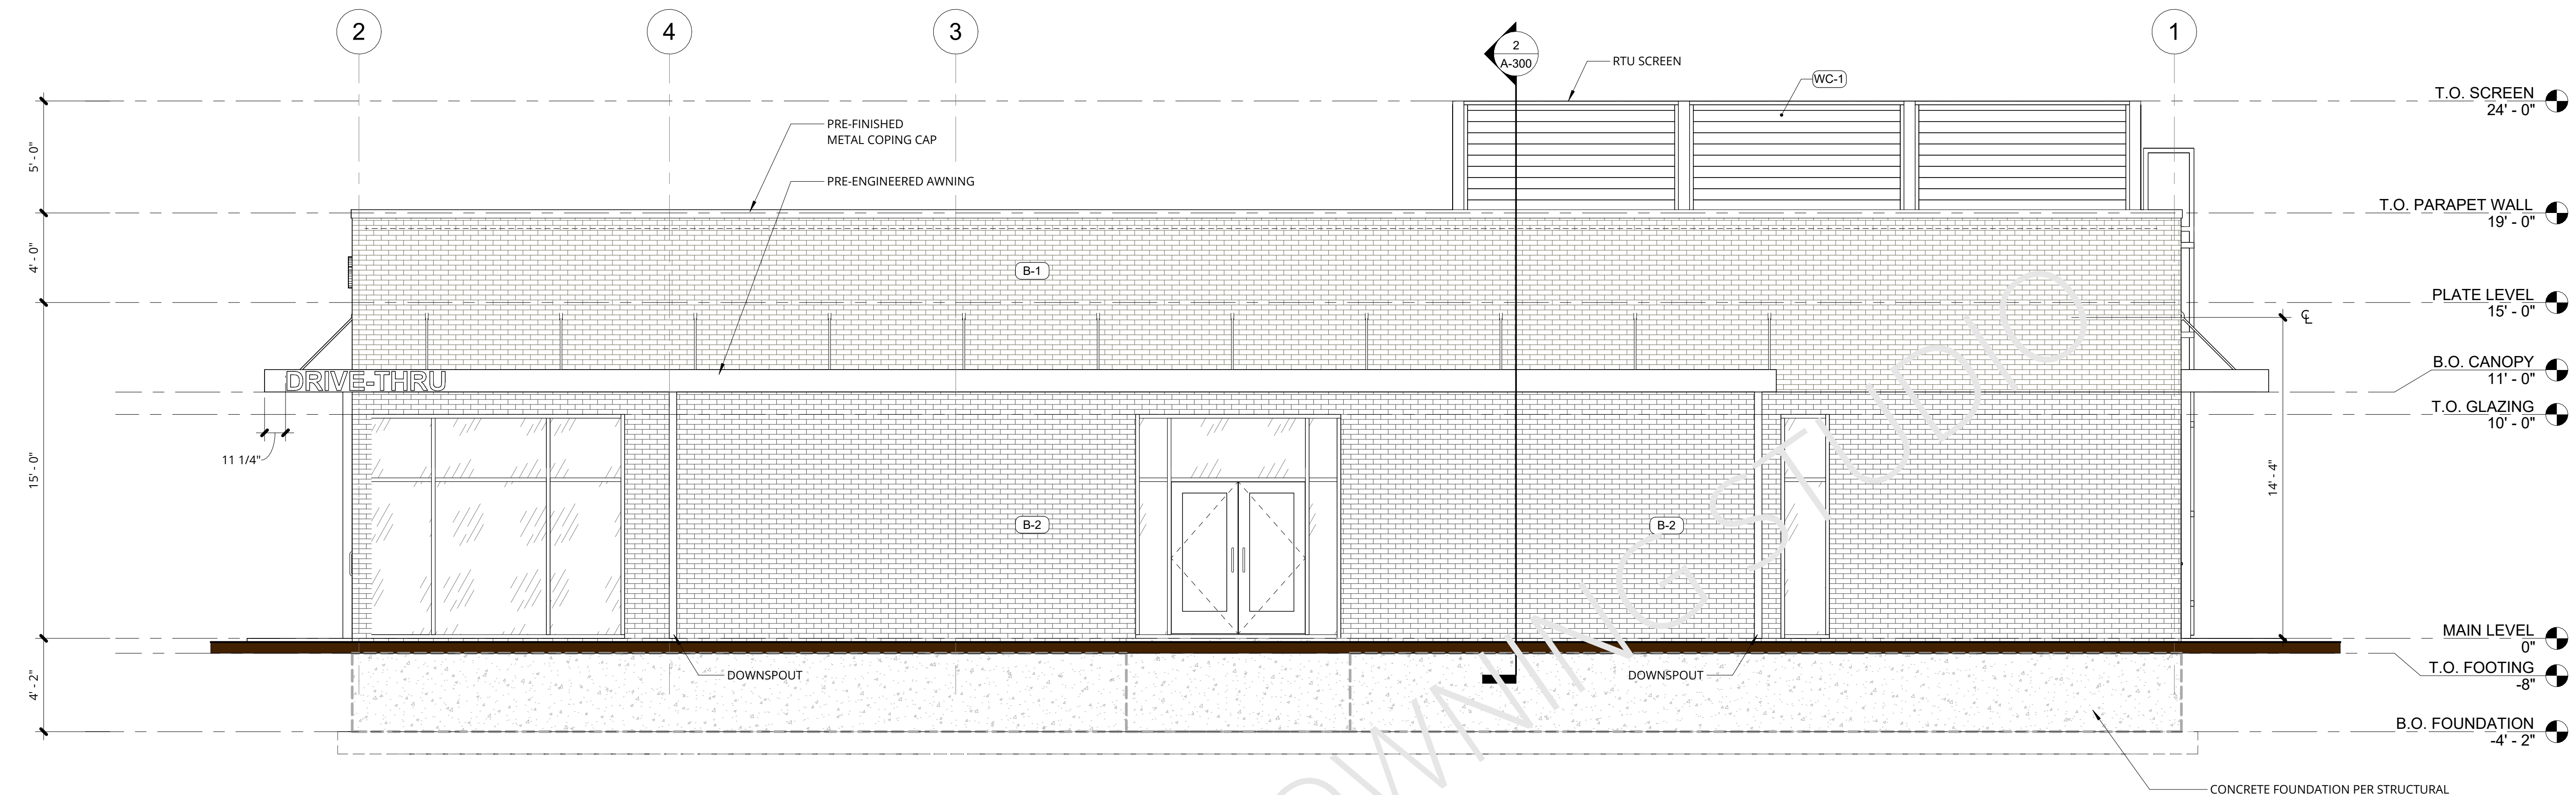 2
4
3
2
A-300
1
RTU SCREEN
WC-1
T.O. SCREEN
24' - 0"
PRE-FINISHED
METAL COPING CAP
5' - 0"
PRE-ENGINEERED AWNING
T.O. PARAPET WALL
19' - 0"
4' - 0"
B-1
PLATE LEVEL
15' - 0"
℄
B.O. CANOPY
11' - 0"
DRIVE-THRU
T.O. GLAZING
10' - 0"
11 1/4"
15' - 0"
14' - 4"
B-2
B-2
MAIN LEVEL
0"
DOWNSPOUT
DOWNSPOUT
T.O. FOOTING
-8"
4' - 2"
B.O. FOUNDATION
-4' - 2"
CONCRETE FOUNDATION PER STRUCTURAL
OWNING STUDIO